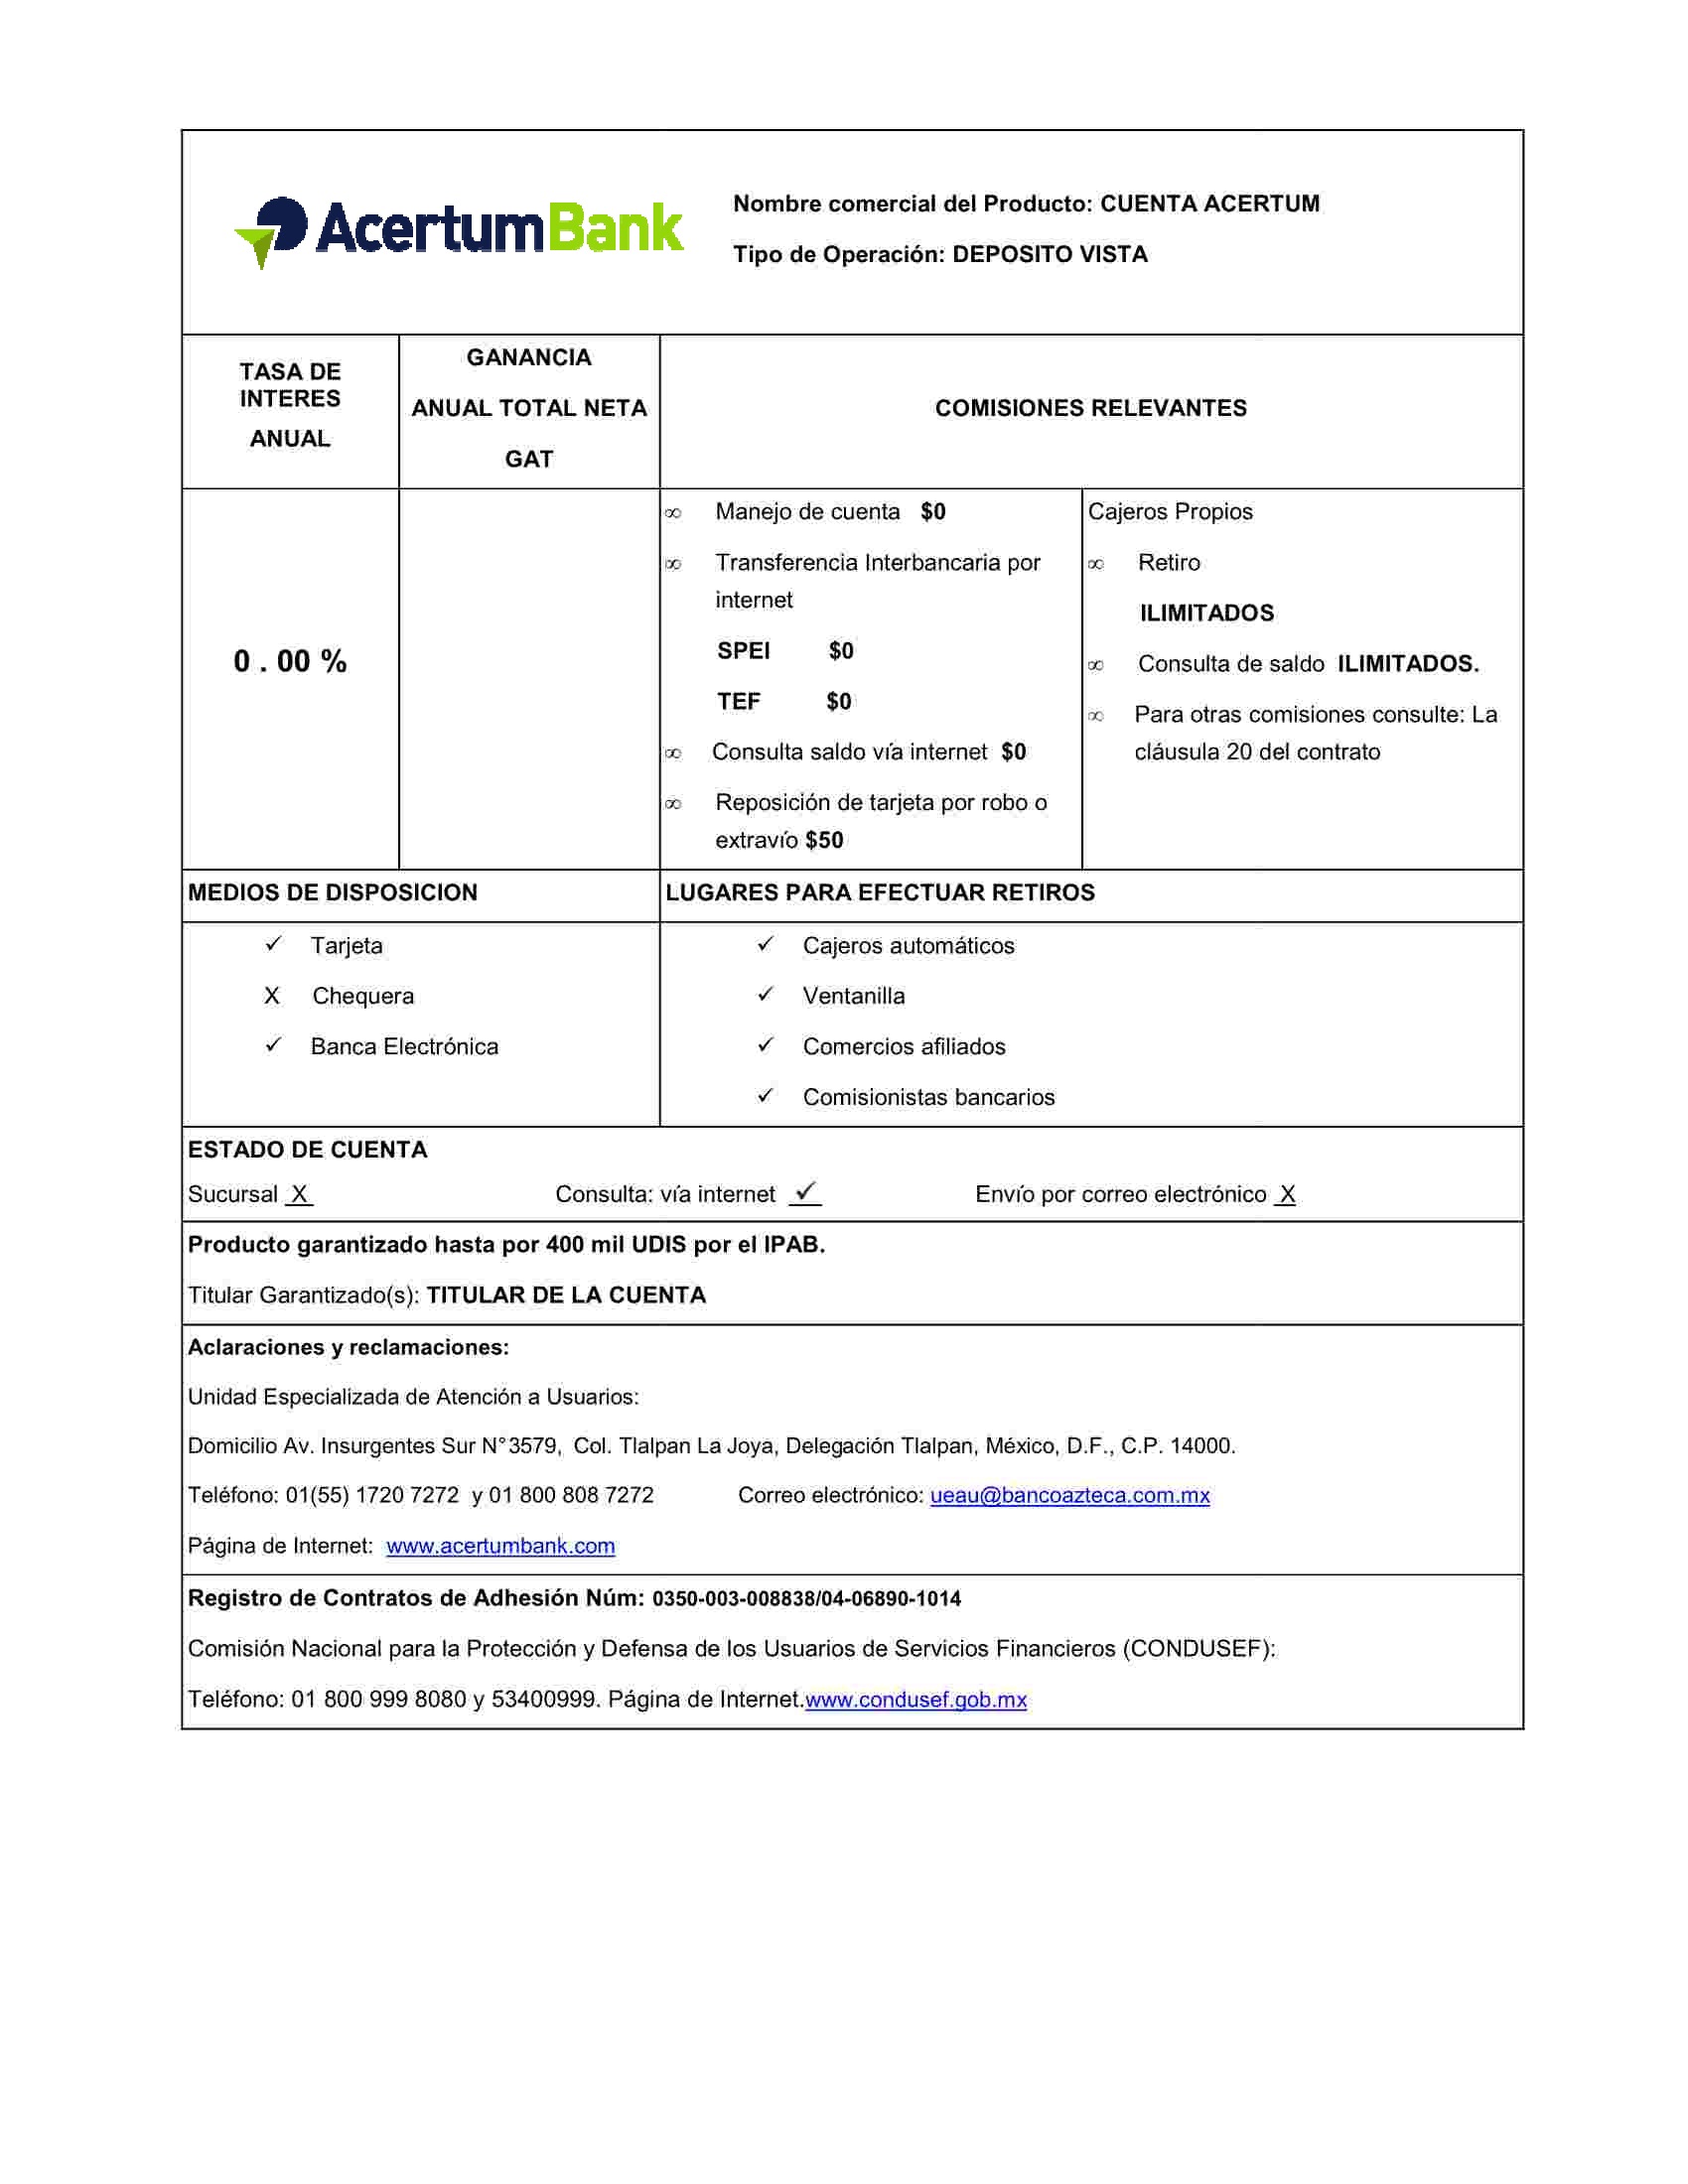 AcertumBank
Nombre comercial del Producto: CUENTA ACERTUM
Tipo de Operación: DEPOSITO VISTA
TASA DE
INTERES
ANUAL
GANANCIA
ANUAL TOTAL NETA
GAT
COMISIONES RELEVANTES
0 . 00 %
∞ Manejo de cuenta $0
∞ Transferencia Interbancaria por
internet
SPEI $0
TEF $0
∞ Consulta saldo vía internet $0
∞ Reposición de tarjeta por robo o
extravío $50
Cajeros Propios
∞ Retiro
ILIMITADOS
∞ Consulta de saldo ILIMITADOS.
∞ Para otras comisiones consulte: La
cláusula 20 del contrato
MEDIOS DE DISPOSICION
✓ Tarjeta
X Chequera
✓ Banca Electrónica
LUGARES PARA EFECTUAR RETIROS
✓ Cajeros automáticos
✓ Ventanilla
✓ Comercios afiliados
✓ Comisionistas bancarios
ESTADO DE CUENTA
Sucursal X Consulta: vía internet ✓ Envío por correo electrónico X
Producto garantizado hasta por 400 mil UDIS por el IPAB.
Titular Garantizado(s): TITULAR DE LA CUENTA
Aclaraciones y reclamaciones:
Unidad Especializada de Atención a Usuarios:
Domicilio Av. Insurgentes Sur N°3579, Col. Tlalpan La Joya, Delegación Tlalpan, México, D.F., C.P. 14000.
Teléfono: 01(55) 1720 7272 y 01 800 808 7272 Correo electrónico: ueau@bancoazteca.com.mx
Página de Internet: www.acertumbank.com
Registro de Contratos de Adhesión Núm: 0350-003-008838/04-06890-1014
Comisión Nacional para la Protección y Defensa de los Usuarios de Servicios Financieros (CONDUSEF):
Teléfono: 01 800 999 8080 y 53400999. Página de Internet.www.condusef.gob.mx